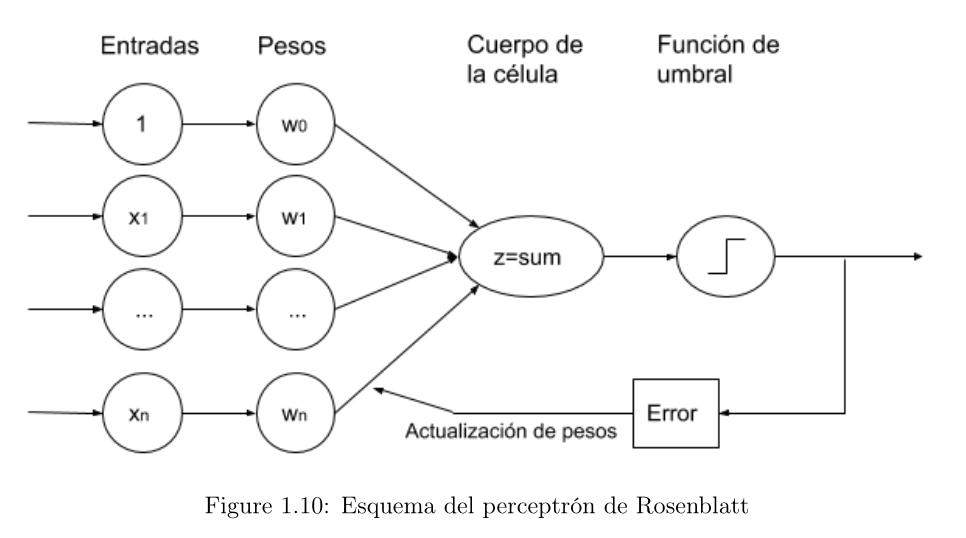 Entradas
Pesos
Cuerpo de
la célula
Función de
umbral
1
w0
x1
w1
z=sum
...
...
xn
wn
Error
Actualización de pesos
Figure 1.10: Esquema del perceptrón de Rosenblatt